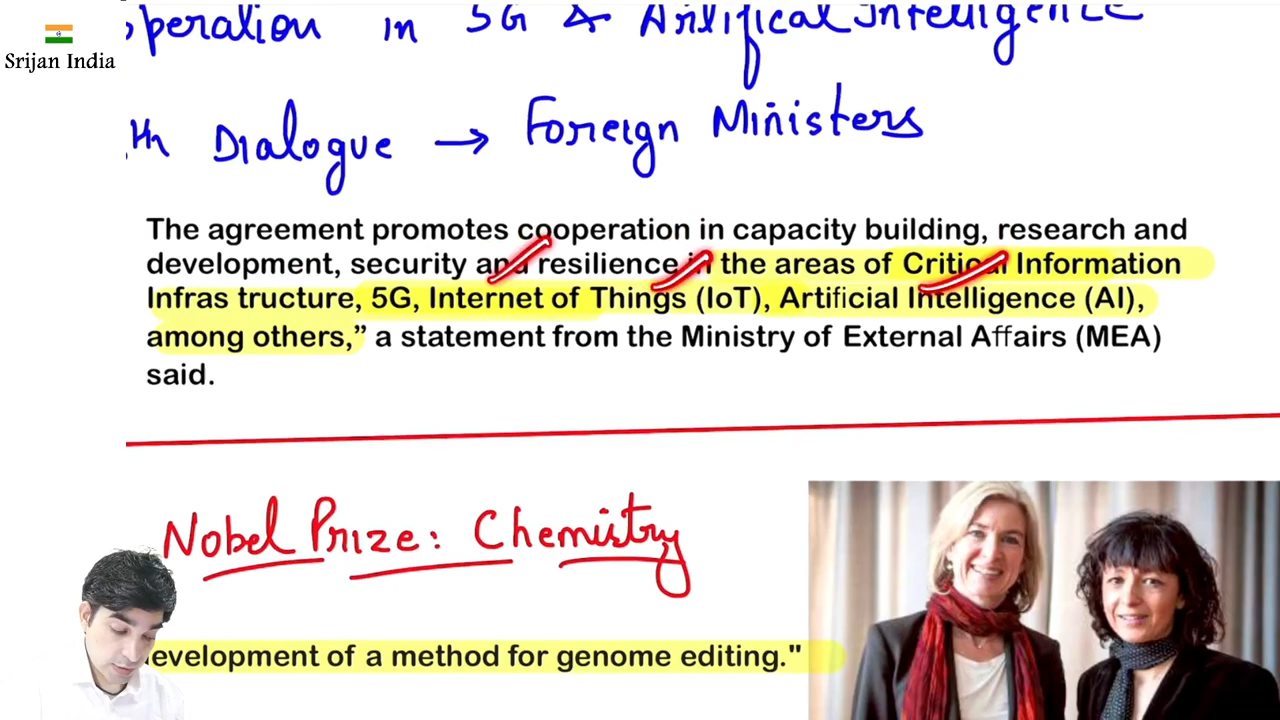 Srijan India
operation in 5G & Artifical Intelligence
th Dialogue → Foreign Ministers
The agreement promotes cooperation in capacity building, research and
development, security and resilience in the areas of Critical Information
Infras tructure, 5G, Internet of Things (IoT), Artificial Intelligence (AI),
among others,” a statement from the Ministry of External Affairs (MEA)
said.
Nobel Prize: Chemistry
evelopment of a method for genome editing."